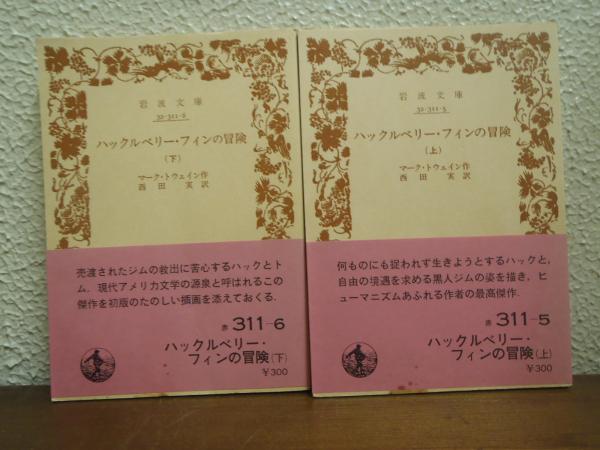 岩波文庫
32-311-6
ハックルベリー・フィンの冒険
（下）
マーク・トウェイン作
西田 実訳
売渡されたジムの救出に苦心するハックとト
ム．現代アメリカ文学の源泉と呼ばれるこの
傑作を初版のたのしい插画を添えておくる．
赤 311-6
ハックルベリー・
フィンの冒険（下）
￥300
岩波文庫
32-311-5
ハックルベリー・フィンの冒険
（上）
マーク・トウェイン作
西田 実訳
何ものにも捉われず生きようとするハックと，
自由の境遇を求める黒人ジムの姿を描き，ヒ
ューマニズムあふれる作者の最高傑作．
赤 311-5
ハックルベリー・
フィンの冒険（上）
￥300